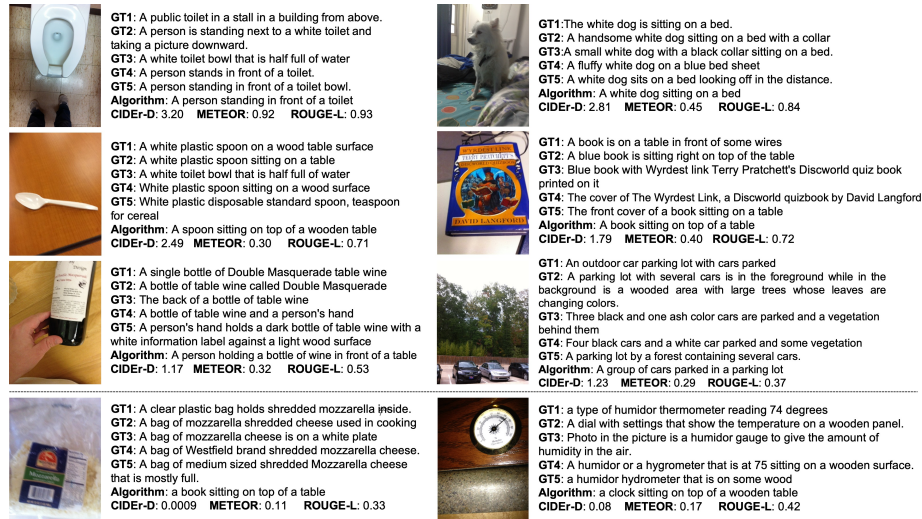 GT1: A public toilet in a stall in a building from above.
GT2: A person is standing next to a white toilet and
taking a picture downward.
GT3: A white toilet bowl that is half full of water
GT4: A person stands in front of a toilet.
GT5: A person standing in front of a toilet bowl.
Algorithm: A person standing in front of a toilet
CIDEr-D: 3.20 METEOR: 0.92 ROUGE-L: 0.93
GT1:The white dog is sitting on a bed.
GT2: A handsome white dog sitting on a bed with a collar
GT3:A small white dog with a black collar sitting on a bed.
GT4: A fluffy white dog on a blue bed sheet
GT5: A white dog sits on a bed looking off in the distance.
Algorithm: A white dog sitting on a bed
CIDEr-D: 2.81 METEOR: 0.45 ROUGE-L: 0.84
GT1: A white plastic spoon on a wood table surface
GT2: A white plastic spoon sitting on a table
GT3: A white toilet bowl that is half full of water
GT4: White plastic spoon sitting on a wood surface
GT5: White plastic disposable standard spoon, teaspoon
for cereal
Algorithm: A spoon sitting on top of a wooden table
CIDEr-D: 2.49 METEOR: 0.30 ROUGE-L: 0.71
WYRDEST LINK
TERRY PRATCHETT'S
DAVID LANGFORD
GT1: A book is on a table in front of some wires
GT2: A blue book is sitting right on top of the table
GT3: Blue book with Wyrdest link Terry Pratchett's Discworld quiz book
printed on it
GT4: The cover of The Wyrdest Link, a Discworld quizbook by David Langford
GT5: The front cover of a book sitting on a table
Algorithm: A book sitting on top of a table
CIDEr-D: 1.79 METEOR: 0.40 ROUGE-L: 0.72
GT1: A single bottle of Double Masquerade table wine
GT2: A bottle of table wine called Double Masquerade
GT3: The back of a bottle of table wine
GT4: A bottle of table wine and a person's hand
GT5: A person's hand holds a dark bottle of table wine with a
white information label against a light wood surface
Algorithm: A person holding a bottle of wine in front of a table
CIDEr-D: 1.17 METEOR: 0.32 ROUGE-L: 0.53
GT1: An outdoor car parking lot with cars parked
GT2: A parking lot with several cars is in the foreground while in the
background is a wooded area with large trees whose leaves are
changing colors.
GT3: Three black and one ash color cars are parked and a vegetation
behind them
GT4: Four black cars and a white car parked and some vegetation
GT5: A parking lot by a forest containing several cars.
Algorithm: A group of cars parked in a parking lot
CIDEr-D: 1.23 METEOR: 0.29 ROUGE-L: 0.37
Mozzarella
GT1: A clear plastic bag holds shredded mozzarella inside.
GT2: A bag of mozzarella shredded cheese used in cooking
GT3: A bag of mozzarella cheese is on a white plate
GT4: A bag of Westfield brand shredded mozzarella cheese.
GT5: A bag of medium sized shredded Mozzarella cheese
that is mostly full.
Algorithm: a book sitting on top of a table
CIDEr-D: 0.0009 METEOR: 0.11 ROUGE-L: 0.33
GT1: a type of humidor thermometer reading 74 degrees
GT2: A dial with settings that show the temperature on a wooden panel.
GT3: Photo in the picture is a humidor gauge to give the amount of
humidity in the air.
GT4: A humidor or a hygrometer that is at 75 sitting on a wooden surface.
GT5: a humidor hydrometer that is on some wood
Algorithm: a clock sitting on top of a wooden table
CIDEr-D: 0.08 METEOR: 0.17 ROUGE-L: 0.42